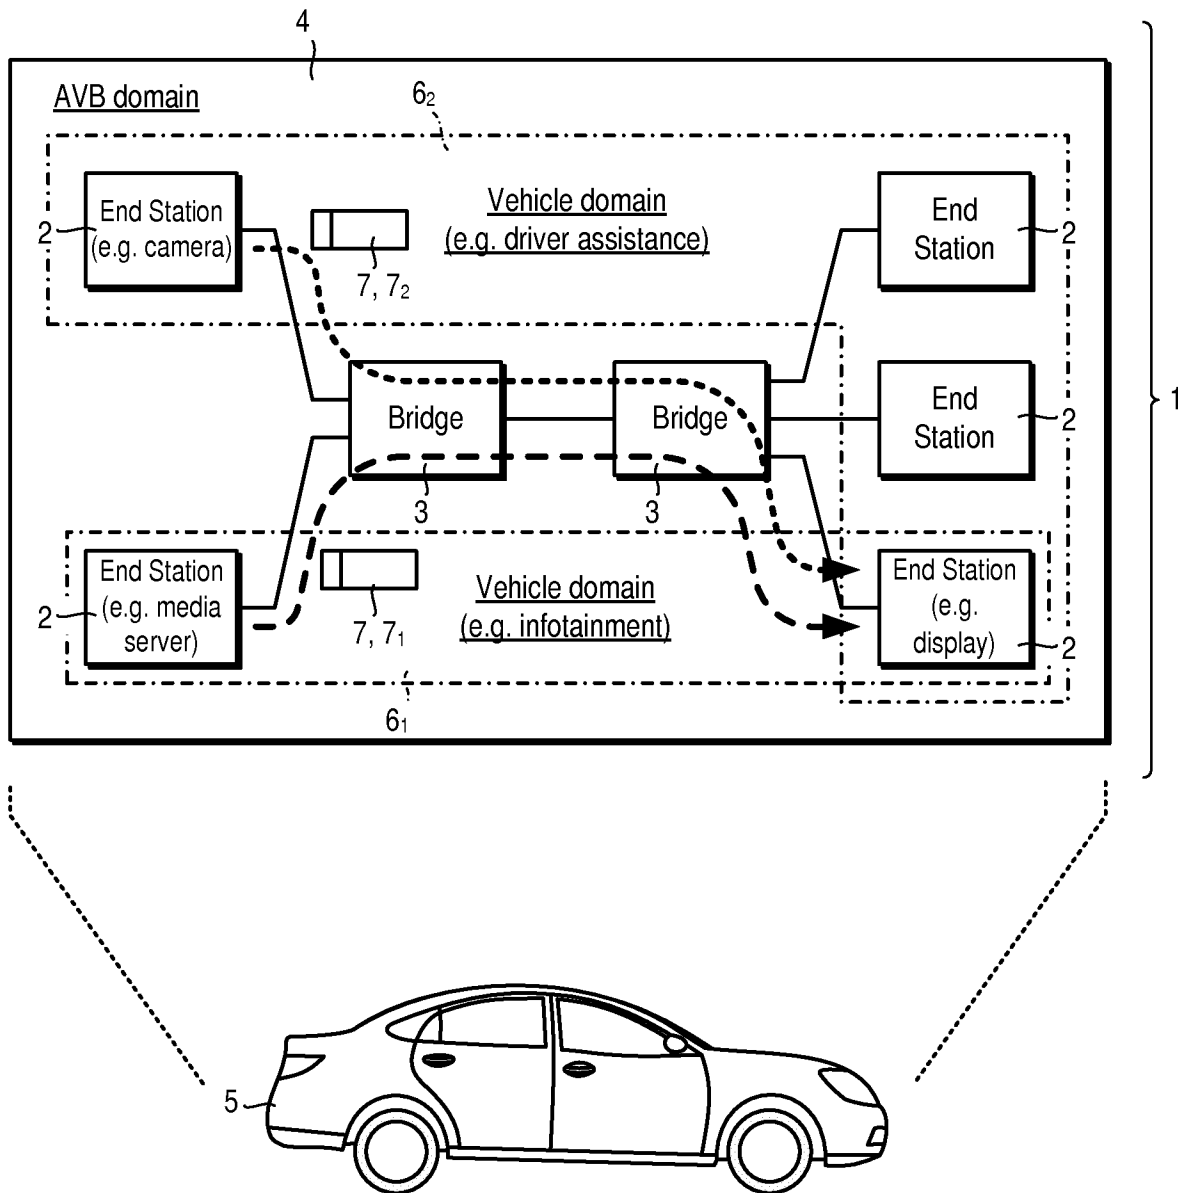 4
1
AVB domain
6₂
End Station
(e.g. camera)
2
7, 7₂
Vehicle domain
(e.g. driver assistance)
End
Station
2
Bridge
3
Bridge
3
End
Station
2
End Station
(e.g. media
server)
2
7, 7₁
Vehicle domain
(e.g. infotainment)
End Station
(e.g.
display)
2
6₁
5